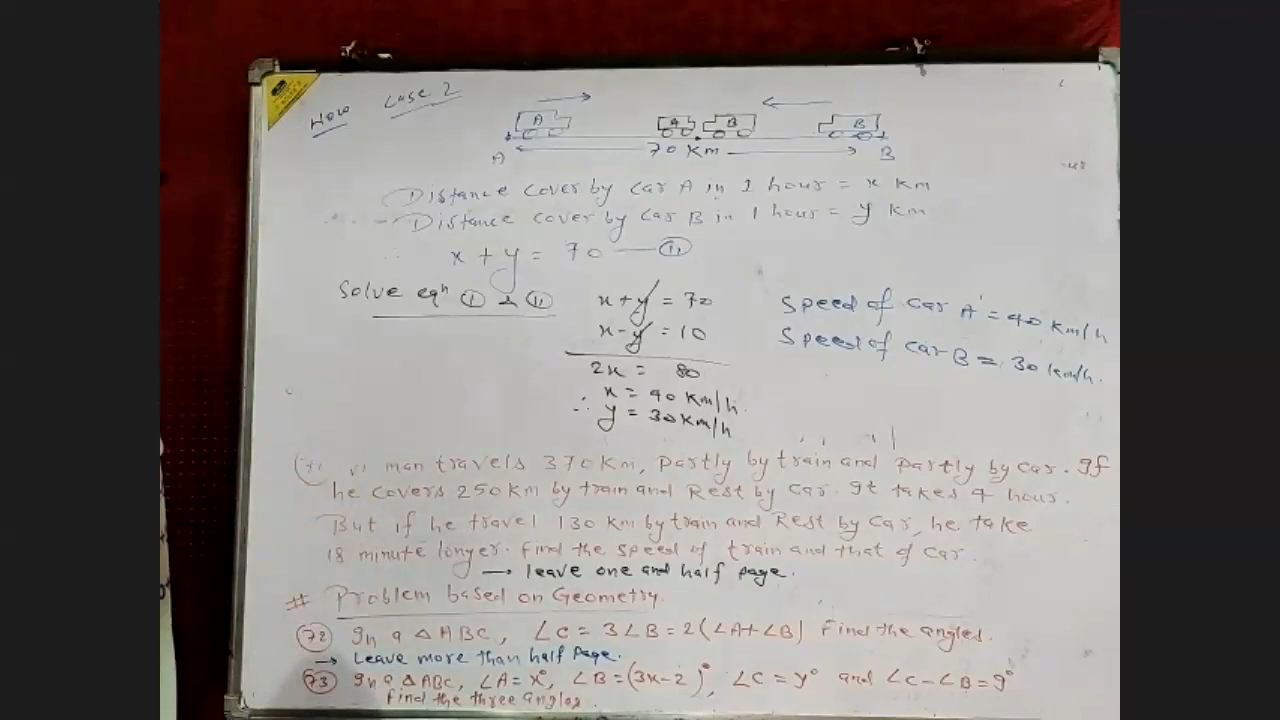 Now Case 2
A A B B
A 70 Km B
Distance cover by car A in 1 hour = x km
Distance cover by car B in 1 hour = y km
x + y = 70 — (ii)
Solve eqn (i) & (ii)
x + y = 70
x - y = 10
2x = 80
x = 40 km/h
∴ y = 30 km/h
Speed of car A = 40 km/h
Speed of car B = 30 km/h.
man travels 370 km, Partly by train and Partly by car. If
he covers 250 km by train and Rest by car. It takes 4 hour.
But if he travel 130 km by train and Rest by car, he take
18 minute longer. Find the speed of train and that of car.
→ leave one and half page.
# Problem based on Geometry.
(72) In a △ ABC, ∠C = 3∠B = 2(∠A+∠B) Find the angles.
→ Leave more than half page.
(73) In a △ABC, ∠A = x°, ∠B = (3x-2)°, ∠C = y° and ∠C - ∠B = 9°
Find the three angles.